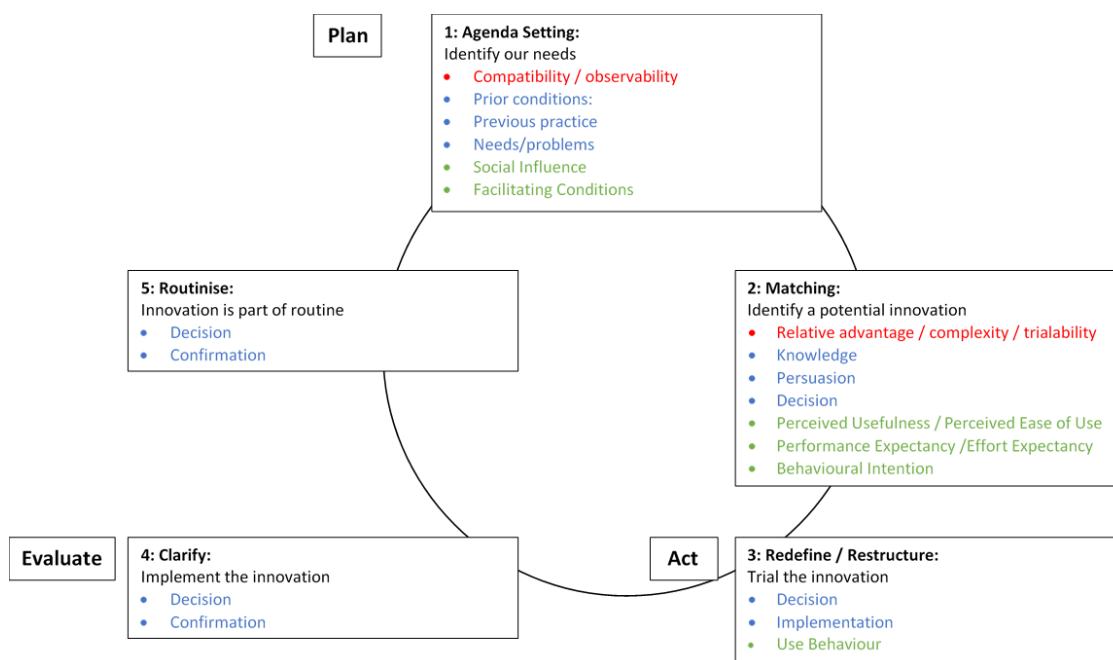 Plan
1: Agenda Setting:
Identify our needs
• Compatibility / observability
• Prior conditions:
• Previous practice
• Needs/problems
• Social Influence
• Facilitating Conditions
5: Routinise:
Innovation is part of routine
• Decision
• Confirmation
2: Matching:
Identify a potential innovation
• Relative advantage / complexity / trialability
• Knowledge
• Persuasion
• Decision
• Perceived Usefulness / Perceived Ease of Use
• Performance Expectancy /Effort Expectancy
• Behavioural Intention
Evaluate
4: Clarify:
Implement the innovation
• Decision
• Confirmation
Act
3: Redefine / Restructure:
Trial the innovation
• Decision
• Implementation
• Use Behaviour